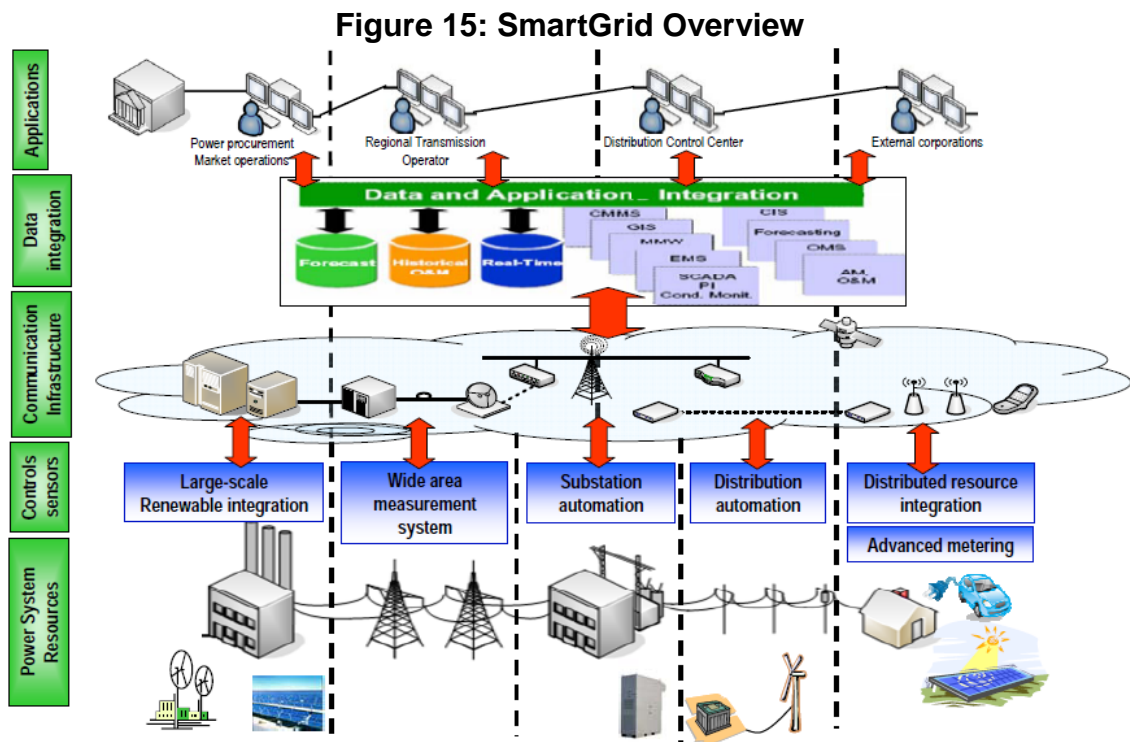 Figure 15: SmartGrid Overview
Applications
Power procurement
Market operations
Regional Transmission
Operator
Distribution Control Center
External corporations
Data
integration
Data and Application_ Integration
Forecast
Historical
O&M
Real-Time
CMMS
GIS
MMW
EMS
SCADA
PI
Cond. Monit.
CIS
Forecasting
OMS
AM,
O&M
Communication
Infrastructure
Controls
sensors
Large-scale
Renewable integration
Wide area
measurement
system
Substation
automation
Distribution
automation
Distributed resource
integration
Advanced metering
Power System
Resources